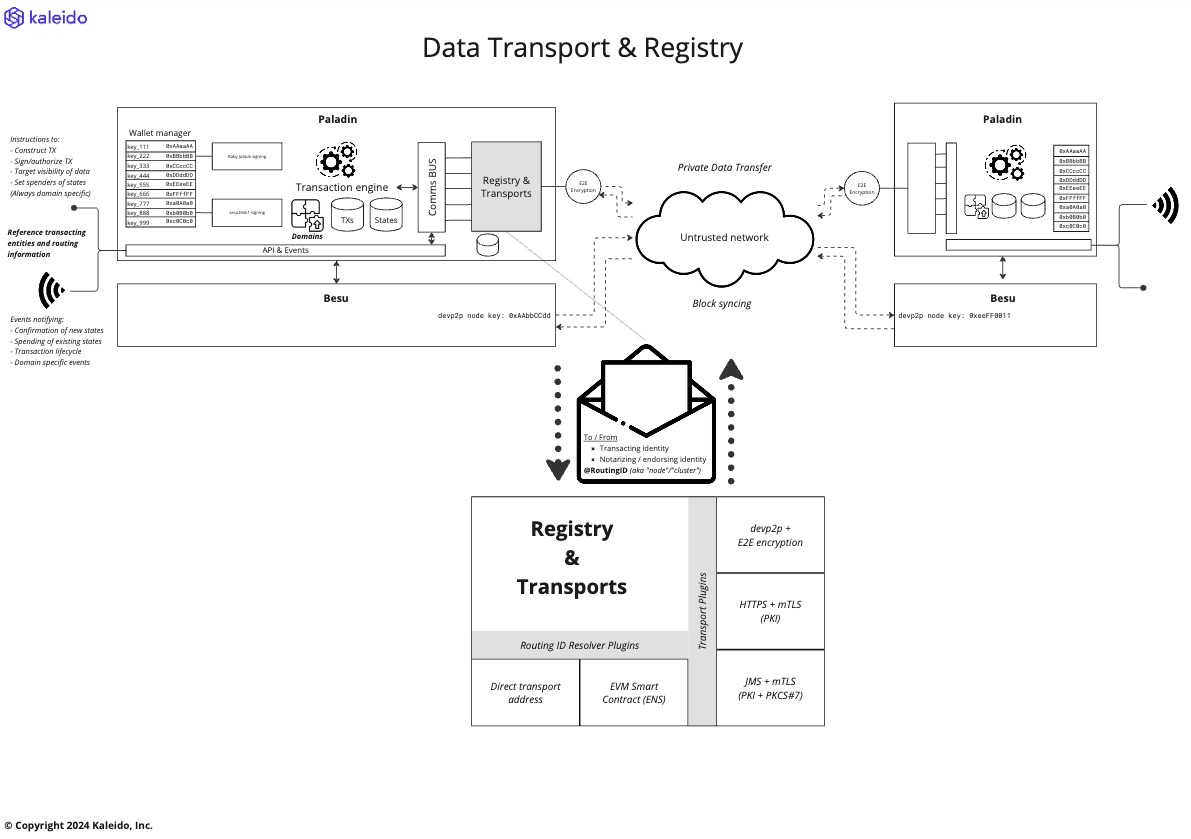 kaleido
Data Transport & Registry
Instructions to:
- Construct TX
- Sign/authorize TX
- Target visibility of data
- Set spenders of states
(Always domain specific)
Reference transacting
entities and routing
information
Events notifying:
- Confirmation of new states
- Spending of existing states
- Transaction lifecycle
- Domain specific events
Paladin
Wallet manager
key_111 0xAAaaAA
key_222 0xBBbbBB
key_333 0xCCccCC
key_444 0xDDddDD
key_555 0xEEeeEE
key_666 0xFFffFF
key_777 0xa0A0a0
key_888 0xb0B0b0
key_999 0xc0C0c0
Baby Jubjub signing
secp256k1 signing
Transaction engine
Domains
TXs
States
Comms BUS
Registry &
Transports
API & Events
Besu
devp2p node key: 0xAAbbCCdd
E2E
Encryption
Private Data Transfer
Untrusted network
Block syncing
E2E
Encryption
Paladin
0xAAaaAA
0xBBbbBB
0xCCccCC
0xDDddDD
0xEEeeEE
0xFFffFF
0xa0A0a0
0xb0B0b0
0xc0C0c0
Besu
devp2p node key: 0xeeFF0011
To / From
Transacting identity
Notarizing / endorsing identity
@RoutingID (aka "node"/"cluster")
Registry
&
Transports
Routing ID Resolver Plugins
Direct transport
address
EVM Smart
Contract (ENS)
Transport Plugins
devp2p +
E2E encryption
HTTPS + mTLS
(PKI)
JMS + mTLS
(PKI + PKCS#7)
© Copyright 2024 Kaleido, Inc.